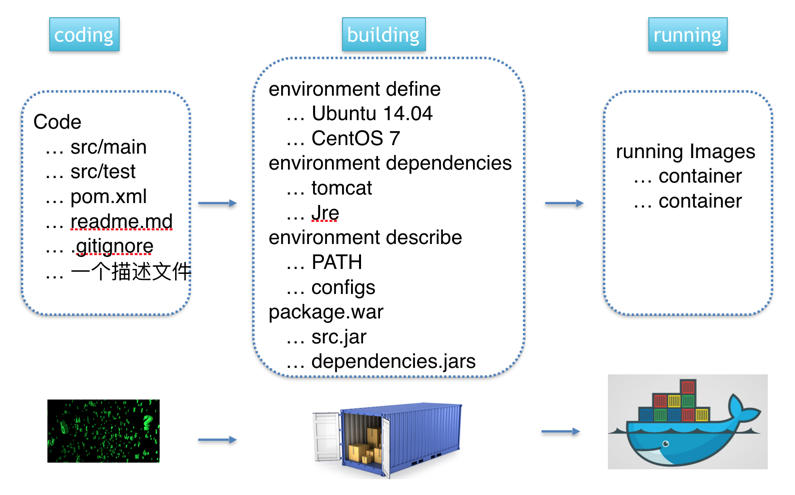 coding
building
running
Code
... src/main
... src/test
... pom.xml
... readme.md
... .gitignore
... 一个描述文件
environment define
... Ubuntu 14.04
... CentOS 7
environment dependencies
... tomcat
... Jre
environment describe
... PATH
... configs
package.war
... src.jar
... dependencies.jars
running Images
... container
... container